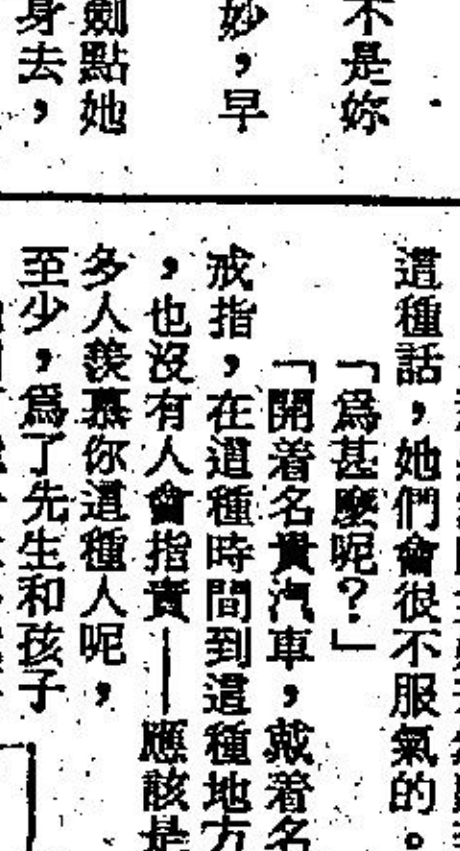 不是妳
妙，早
劍點她
身去，
這種話，她們會很不服氣的。
「爲甚麼呢？」
「開着名貴汽車，戴着名
戒指，在這種時間到這種地方
，也沒有人會指責——應該是
多人羨慕你這種人呢，
至少，爲了先生和孩子